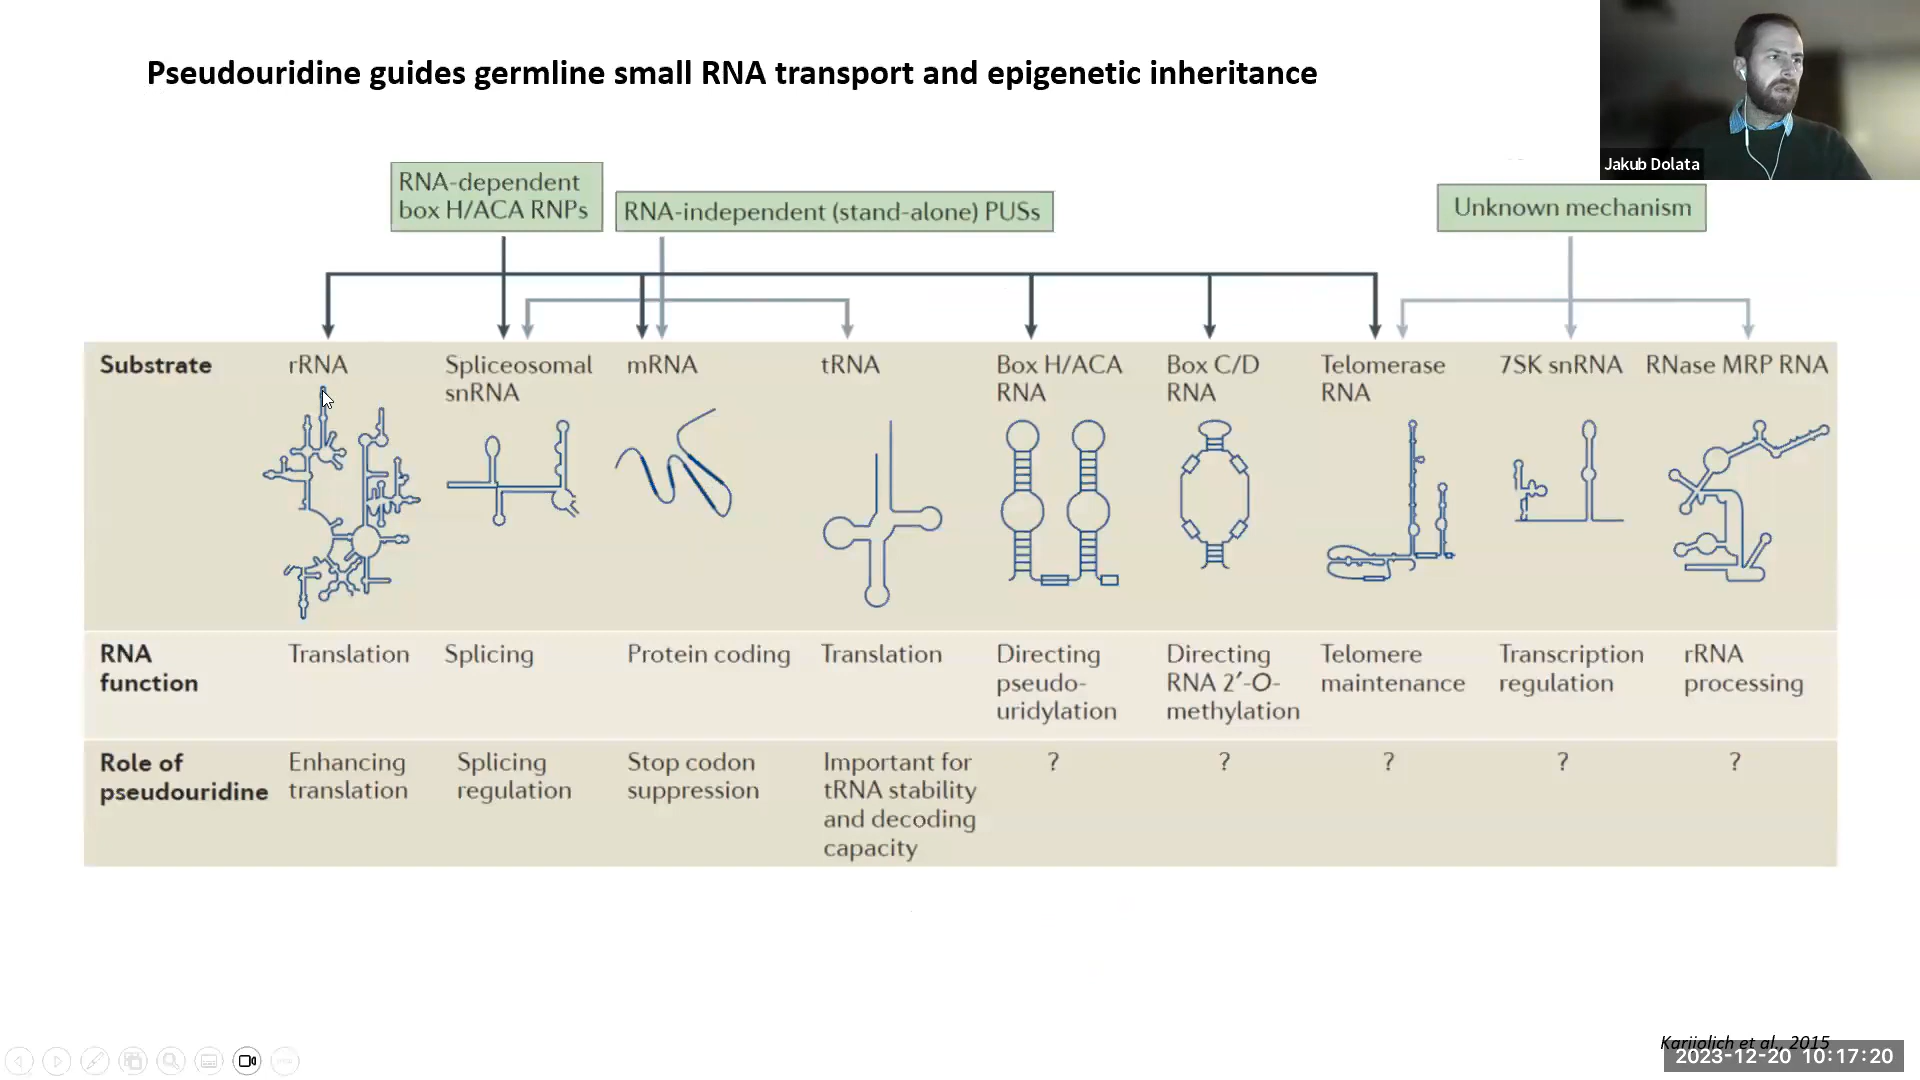 Pseudouridine guides germline small RNA transport and epigenetic inheritance
Jakub Dolata
RNA-dependent
box H/ACA RNPs
RNA-independent (stand-alone) PUSs
Unknown mechanism
Substrate
rRNA
Spliceosomal
snRNA
mRNA
tRNA
Box H/ACA
RNA
Box C/D
RNA
Telomerase
RNA
7SK snRNA
RNase MRP RNA
RNA
function
Translation
Splicing
Protein coding
Translation
Directing
pseudo-
uridylation
Directing
RNA 2′-O-
methylation
Telomere
maintenance
Transcription
regulation
rRNA
processing
Role of
pseudouridine
Enhancing
translation
Splicing
regulation
Stop codon
suppression
Important for
tRNA stability
and decoding
capacity
?
?
?
?
?
Karijolich et al., 2015
2023-12-20 10:17:20